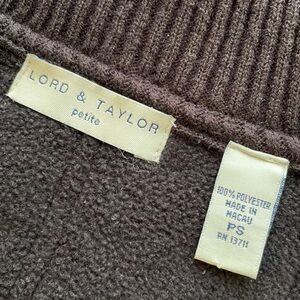 LORD & TAYLOR
petite
100% POLYESTER
MADE IN
MACAU
PS
RN 13711